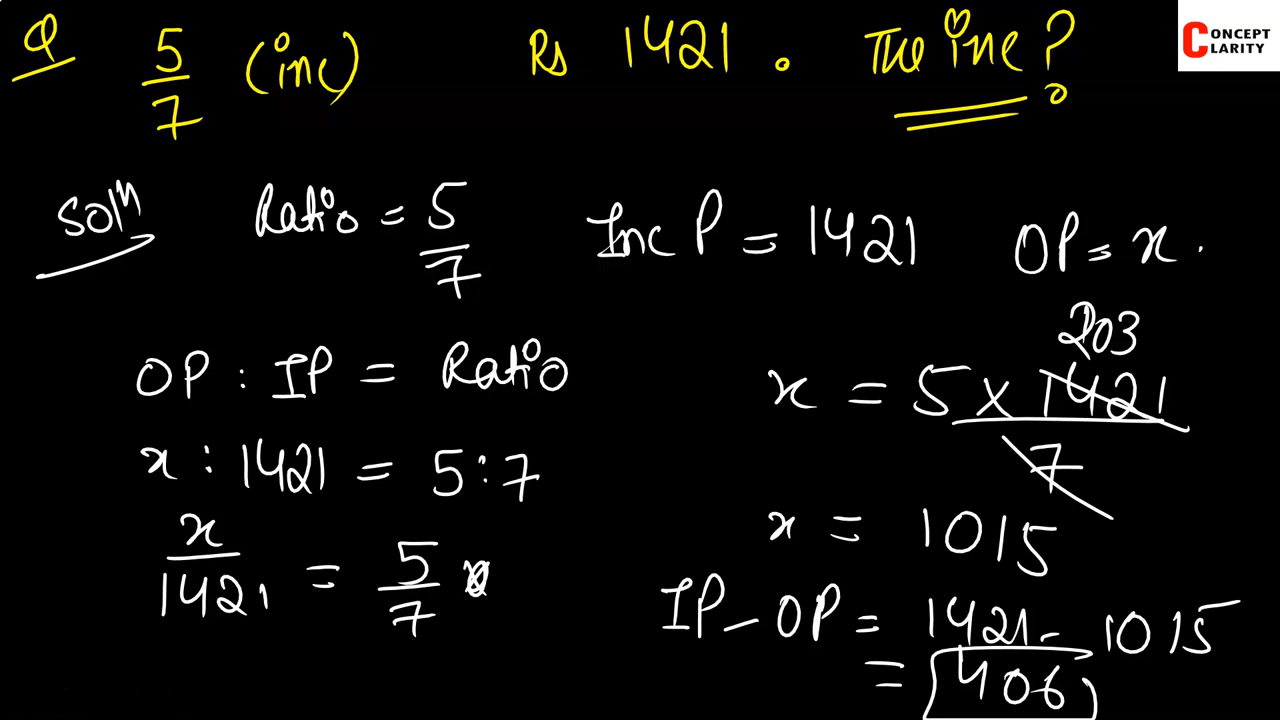 Q 5/7 (inc) Rs 1421. The inc?
CONCEPT
CLARITY
Solⁿ Ratio = 5/7 Inc P = 1421 OP = x.
OP : IP = Ratio
x : 1421 = 5:7
x/1421 = 5/7
203
x = 5 x 1421/7
x = 1015
IP - OP = 1421 - 1015
= 406